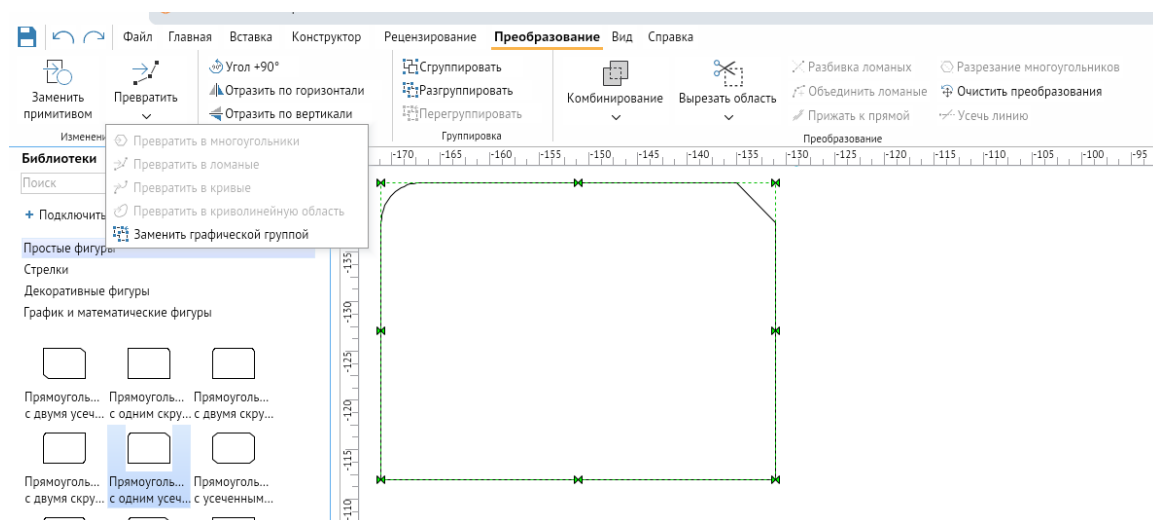 Файл Главная Вставка Конструктор Рецензирование Преобразование Вид Справка
Заменить примитивом
Превратить
Угол +90°
Отразить по горизонтали
Отразить по вертикали
Сгруппировать
Разгруппировать
Перегруппировать
Группировка
Комбинирование
Вырезать область
Разбивка ломаных
Объединить ломаные
Прижать к прямой
Разрезание многоугольников
Очистить преобразования
Усечь линию
Преобразование
Изменени
Превратить в многоугольники
Превратить в ломаные
Превратить в кривые
Превратить в криволинейную область
Заменить графической группой
Библиотеки
Поиск
+ Подключить
Простые фигуры
Стрелки
Декоративные фигуры
График и математические фигуры
Прямоуголь... Прямоуголь... Прямоуголь...
с двумя усеч... с одним скру... с двумя скру...
Прямоуголь... Прямоуголь... Прямоуголь...
с двумя скру... с одним усеч... с усеченным...
-170 -165 -160 -155 -150 -145 -140 -135 -130 -125 -120 -115 -110 -105 -100 -95
-135
-130
-125
-120
-115
-110